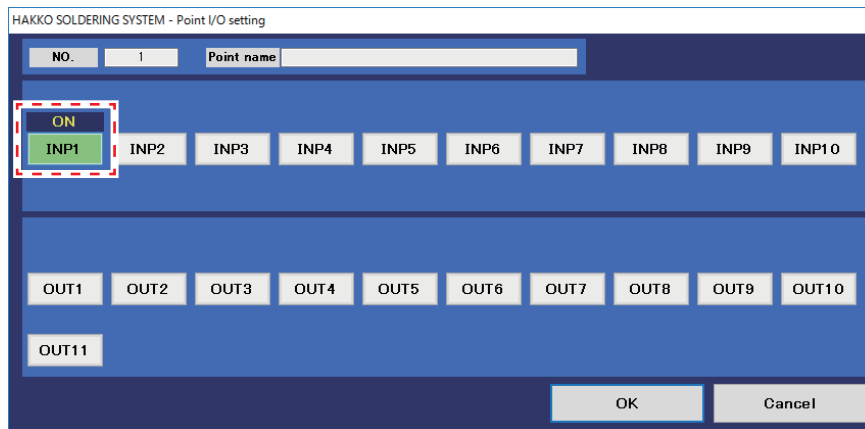 HAKKO SOLDERING SYSTEM - Point I/O setting
NO. 1 Point name
ON
INP1 INP2 INP3 INP4 INP5 INP6 INP7 INP8 INP9 INP10
OUT1 OUT2 OUT3 OUT4 OUT5 OUT6 OUT7 OUT8 OUT9 OUT10
OUT11
OK Cancel